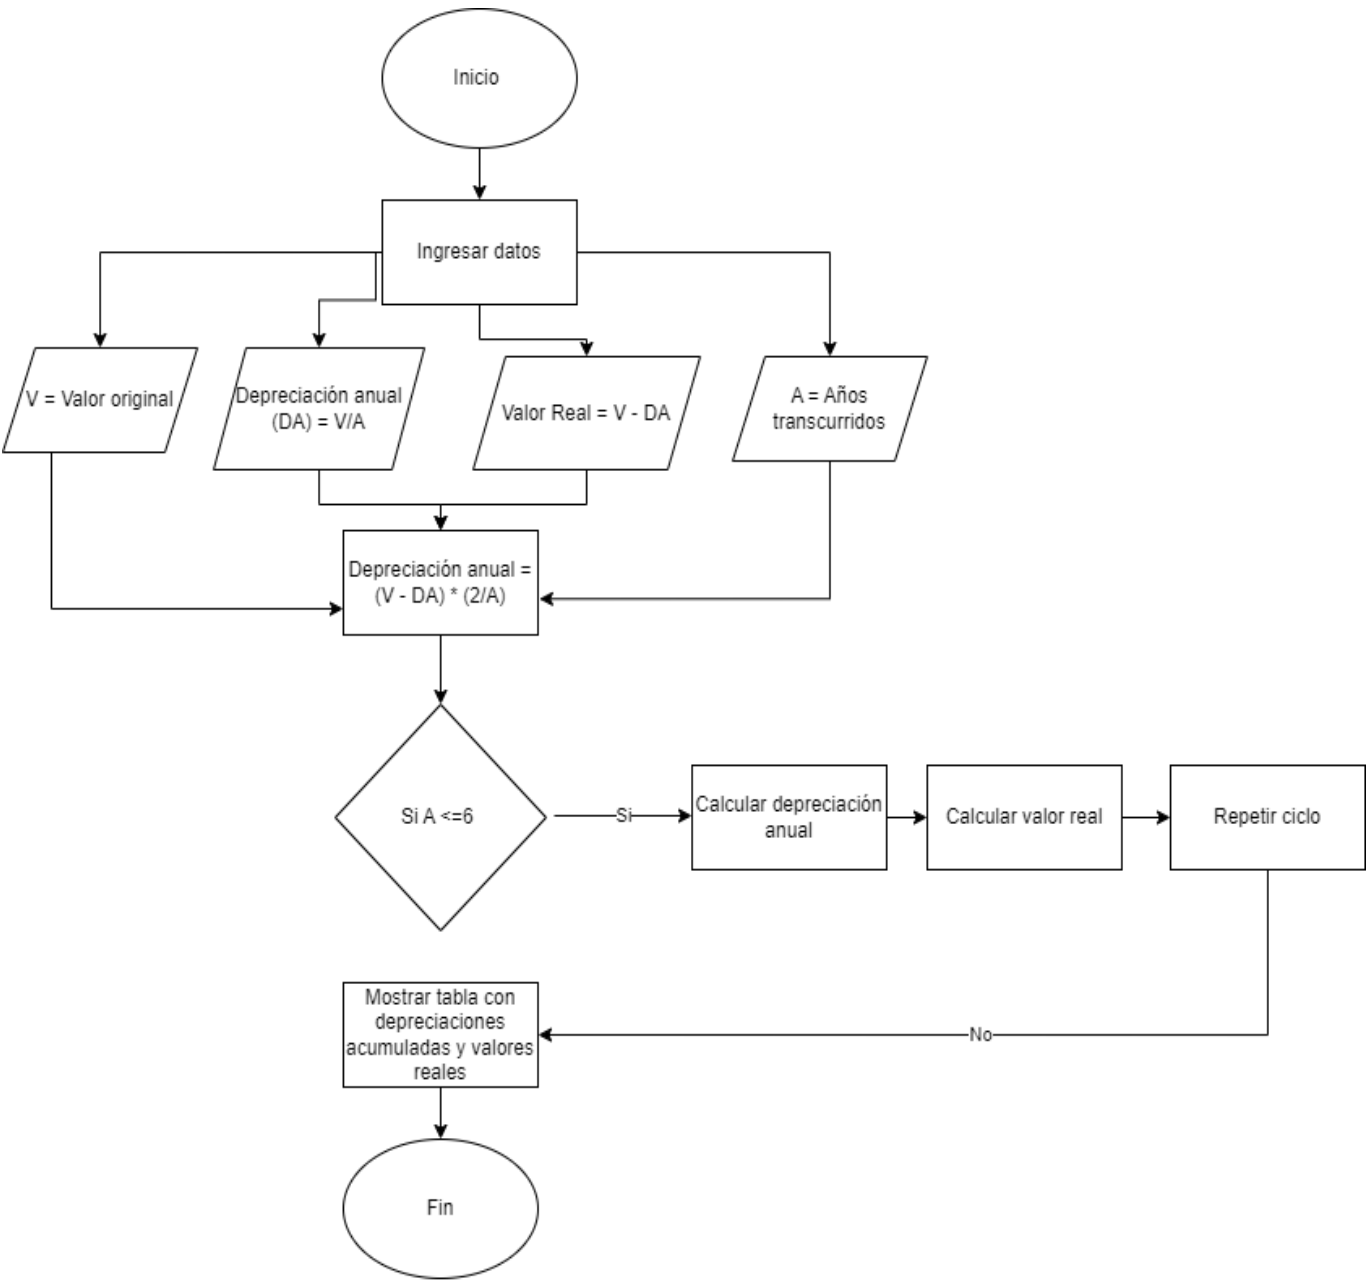 Inicio
Ingresar datos
V = Valor original
Depreciación anual
(DA) = V/A
Valor Real = V - DA
A = Años
transcurridos
Depreciación anual =
(V - DA) * (2/A)
Si A <=6
Si
Calcular depreciación
anual
Calcular valor real
Repetir ciclo
No
Mostrar tabla con
depreciaciones
acumuladas y valores
reales
Fin